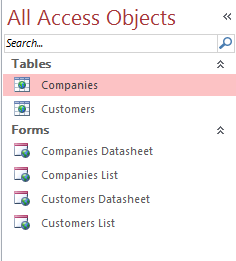 All Access Objects
Search...
Tables
Companies
Customers
Forms
Companies Datasheet
Companies List
Customers Datasheet
Customers List